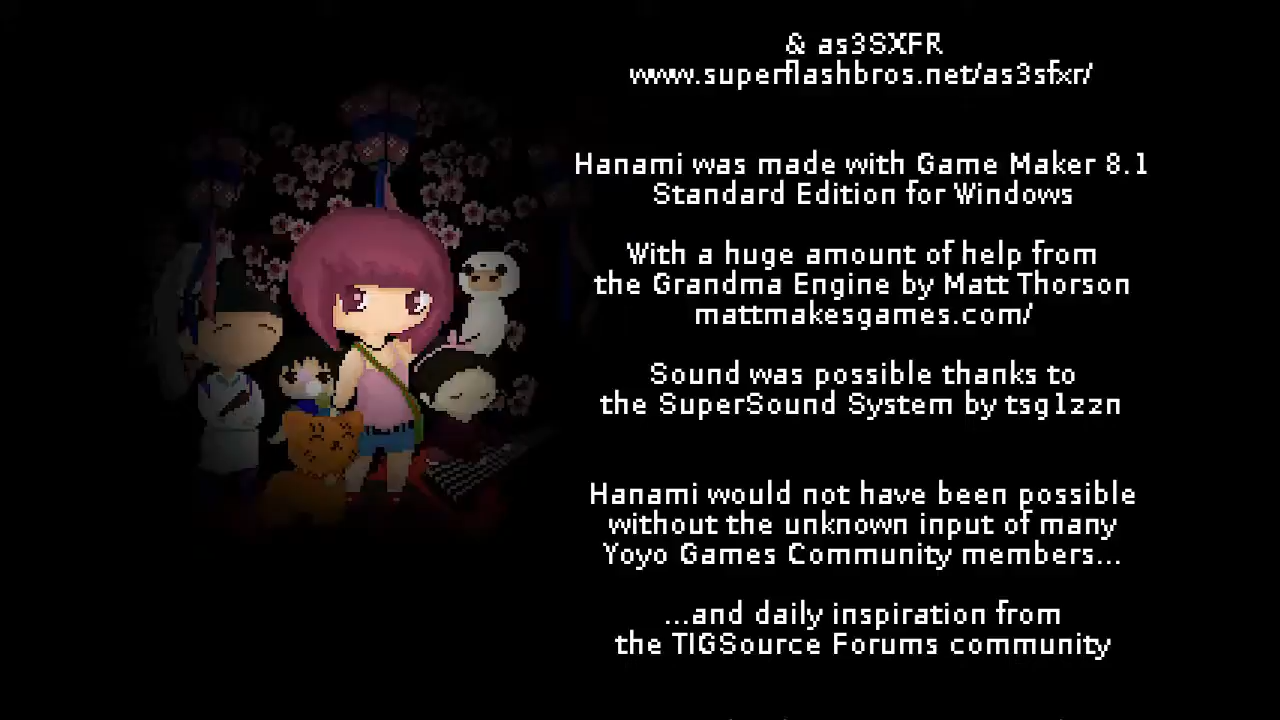 & as3SXFR
www.superflashbros.net/as3sfxr/
Hanami was made with Game Maker 8.1
Standard Edition for Windows
With a huge amount of help from
the Grandma Engine by Matt Thorson
mattmakesgames.com/
Sound was possible thanks to
the SuperSound System by tsg1zzn
Hanami would not have been possible
without the unknown input of many
Yoyo Games Community members...
...and daily inspiration from
the TIGSource Forums community